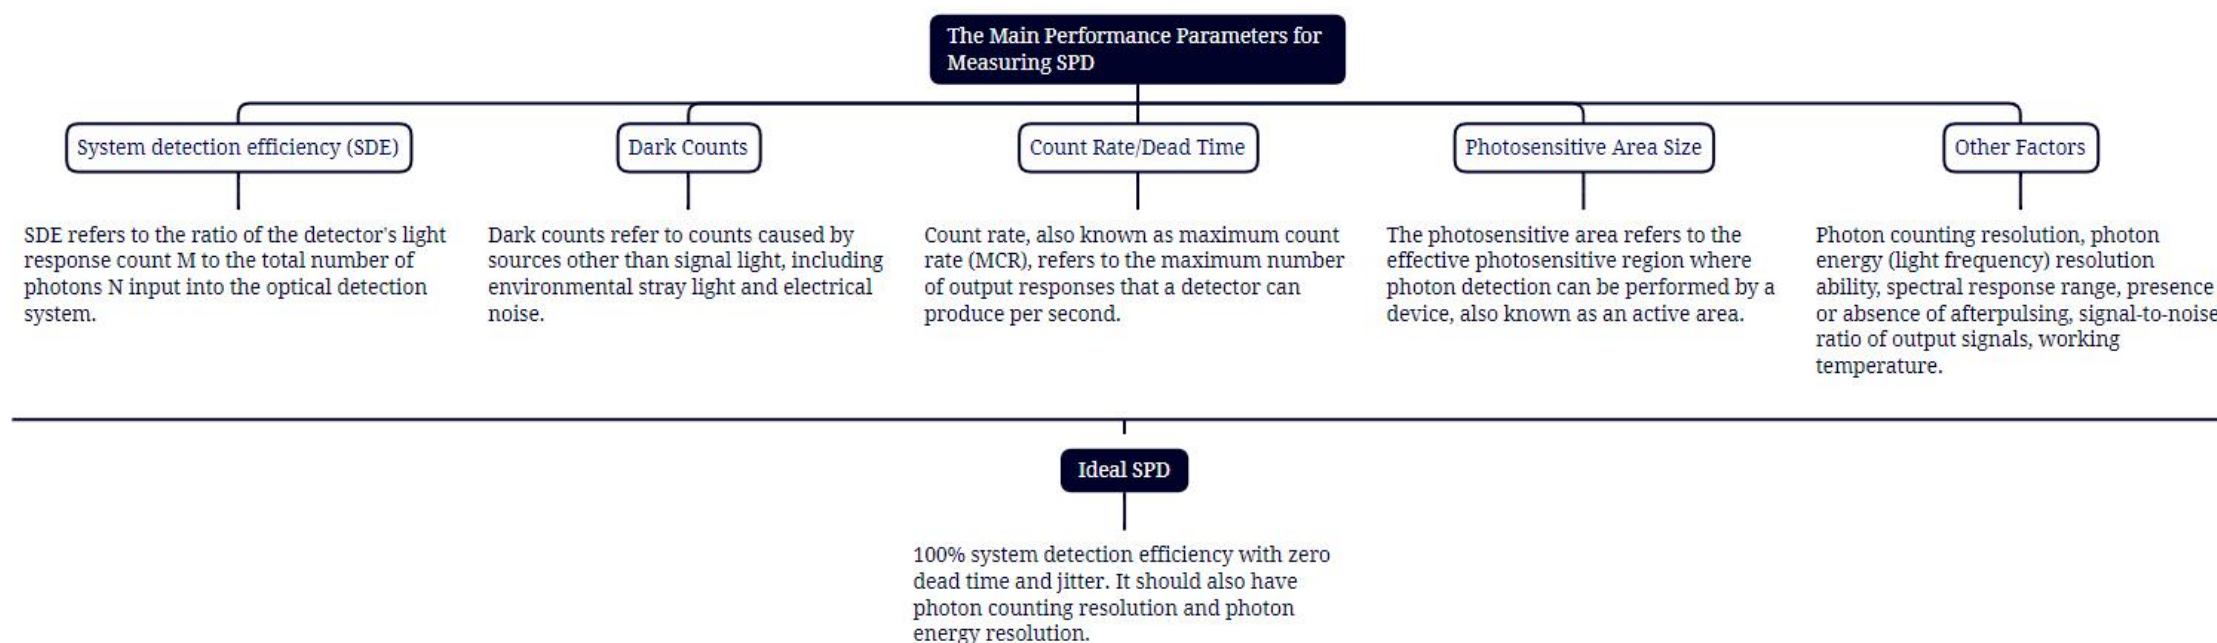 The Main Performance Parameters for
Measuring SPD
System detection efficiency (SDE)
SDE refers to the ratio of the detector's light
response count M to the total number of
photons N input into the optical detection
system.
Dark Counts
Dark counts refer to counts caused by
sources other than signal light, including
environmental stray light and electrical
noise.
Count Rate/Dead Time
Count rate, also known as maximum count
rate (MCR), refers to the maximum number
of output responses that a detector can
produce per second.
Photosensitive Area Size
The photosensitive area refers to the
effective photosensitive region where
photon detection can be performed by a
device, also known as an active area.
Other Factors
Photon counting resolution, photon
energy (light frequency) resolution
ability, spectral response range, presence
or absence of afterpulsing, signal-to-noise
ratio of output signals, working
temperature.
Ideal SPD
100% system detection efficiency with zero
dead time and jitter. It should also have
photon counting resolution and photon
energy resolution.